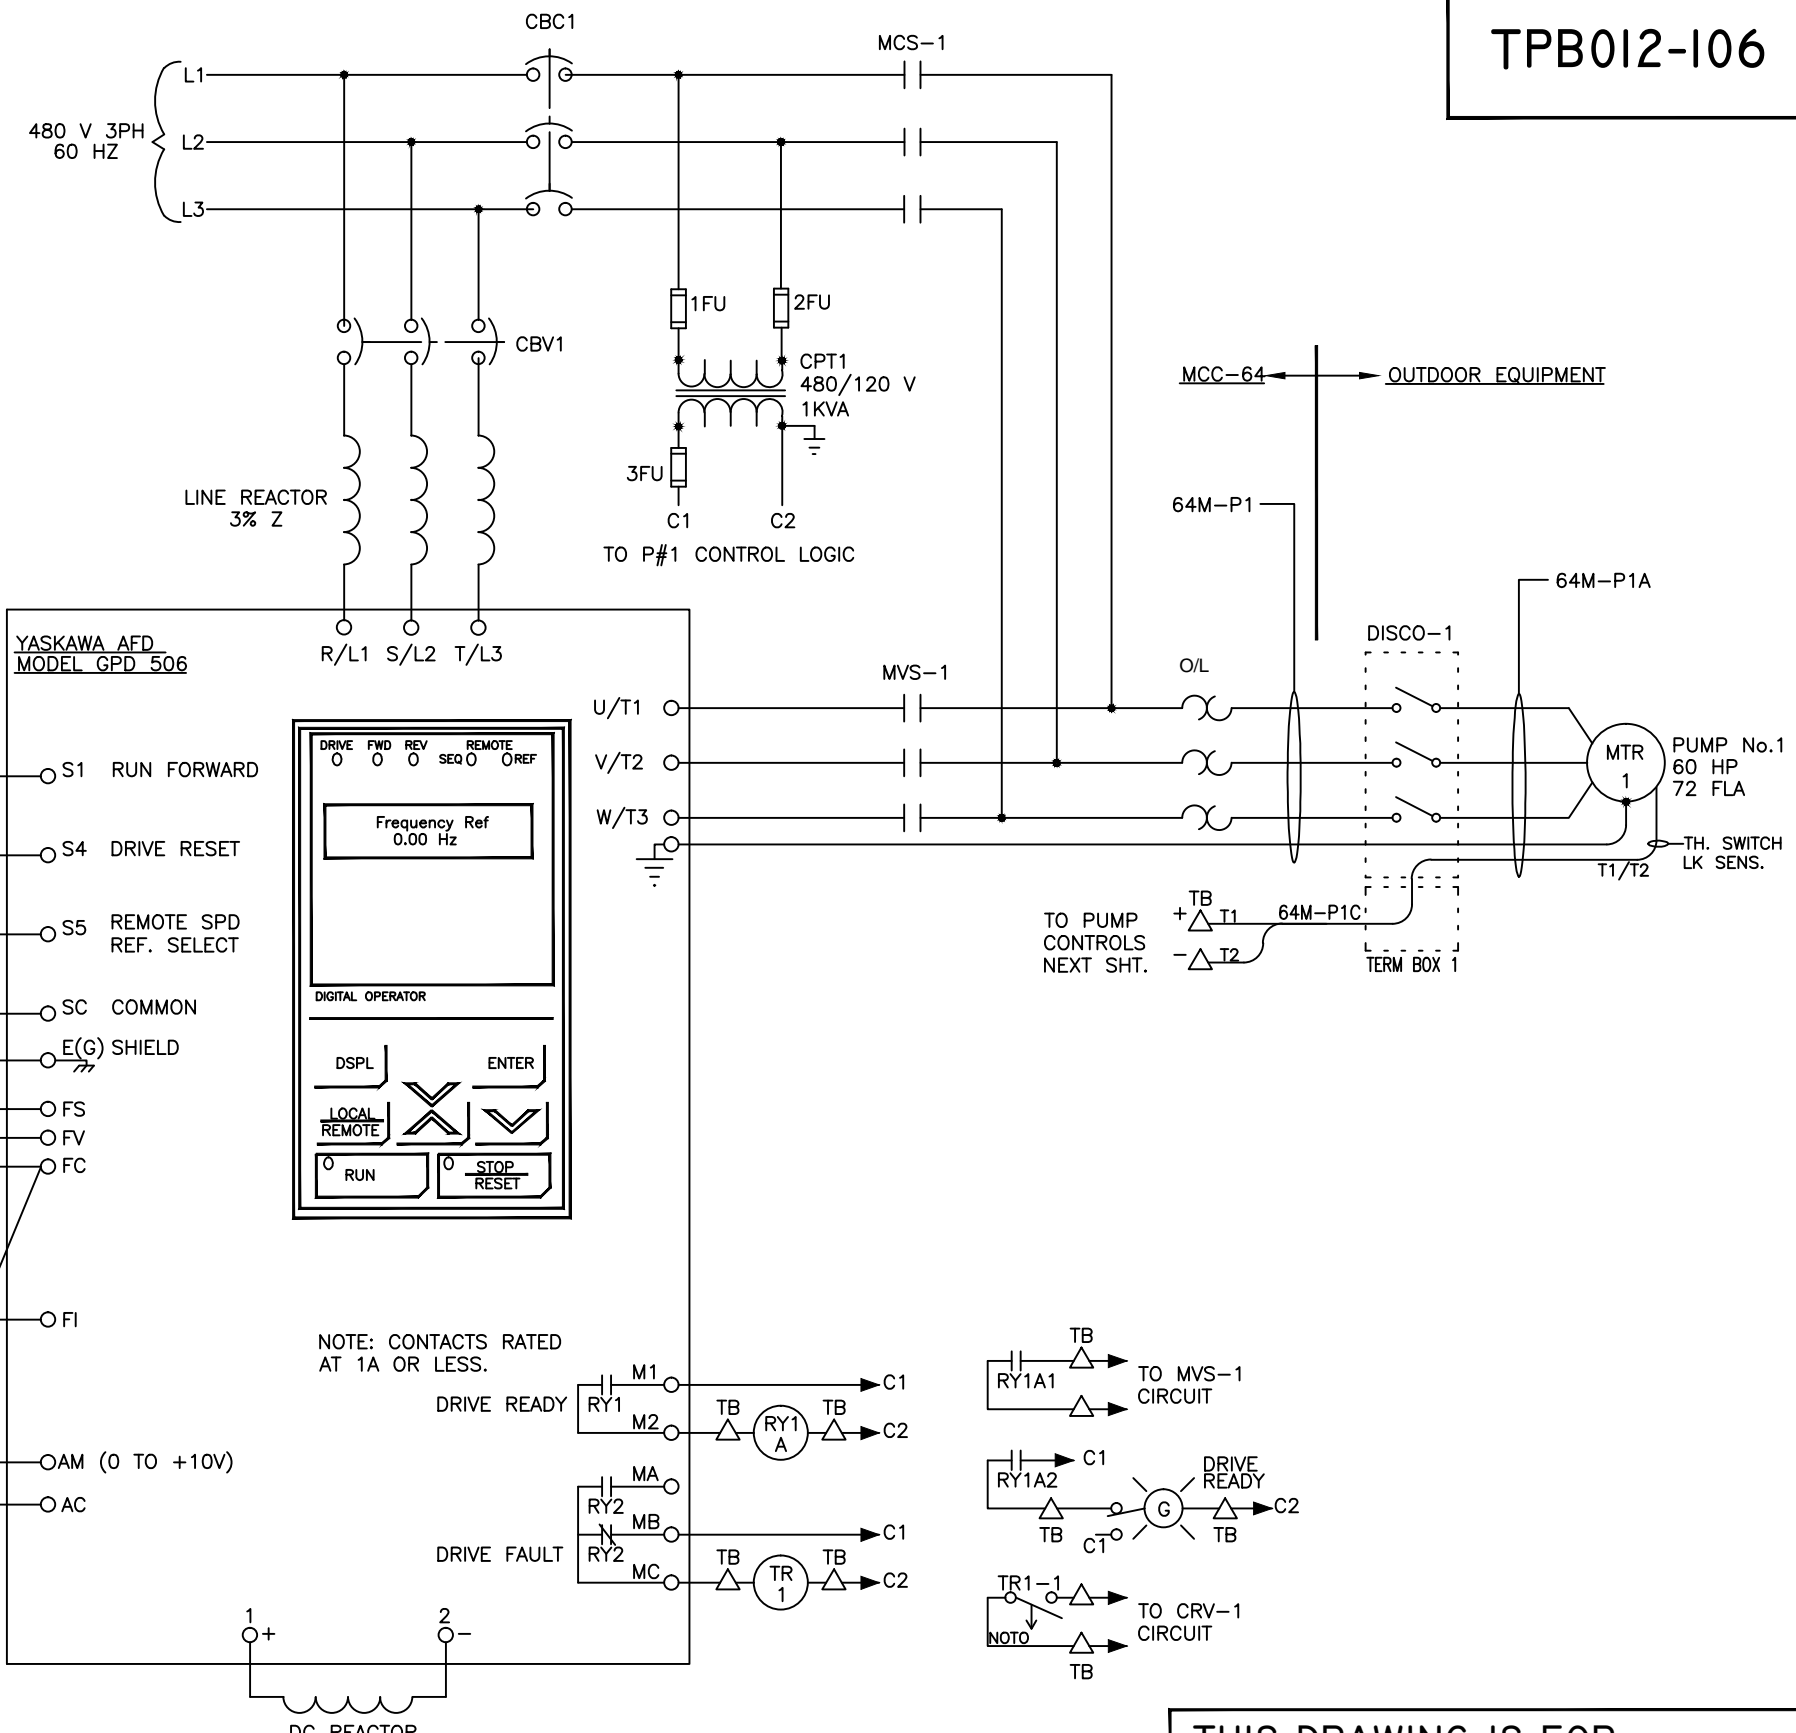 CBC1
MCS-1
TPB012-106
L1
480 V 3PH
60 HZ
L2
L3
1FU
2FU
CBV1
CPT1
480/120 V
1KVA
MCC-64
OUTDOOR EQUIPMENT
3FU
LINE REACTOR
3% Z
C1
C2
64M-P1
TO P#1 CONTROL LOGIC
64M-P1A
YASKAWA AFD
MODEL GPD 506
R/L1 S/L2 T/L3
DISCO-1
MVS-1
O/L
U/T1
V/T2
W/T3
MTR
1
PUMP No.1
60 HP
72 FLA
TH. SWITCH
LK SENS.
T1/T2
DRIVE FWD REV REMOTE
SEQ REF
Frequency Ref
0.00 Hz
DIGITAL OPERATOR
DSPL
ENTER
LOCAL
REMOTE
RUN
STOP
RESET
S1 RUN FORWARD
S4 DRIVE RESET
S5 REMOTE SPD
REF. SELECT
SC COMMON
E(G) SHIELD
FS
FV
FC
FI
AM (0 TO +10V)
AC
TO PUMP
CONTROLS
NEXT SHT.
TB
+ T1
64M-P1C
- T2
TERM BOX 1
NOTE: CONTACTS RATED
AT 1A OR LESS.
DRIVE READY
RY1
M1
C1
M2
TB
RY1
A
TB
C2
DRIVE FAULT
MA
RY2
MB
RY2
C1
MC
TB
TR
1
TB
C2
TB
RY1A1
TO MVS-1
CIRCUIT
C1
RY1A2
DRIVE
READY
G
C2
TB
C1
TB
TR1-1
NOTO
TO CRV-1
CIRCUIT
TB
1
+
2
-
DC REACTOR
THIS DRAWING IS FOR